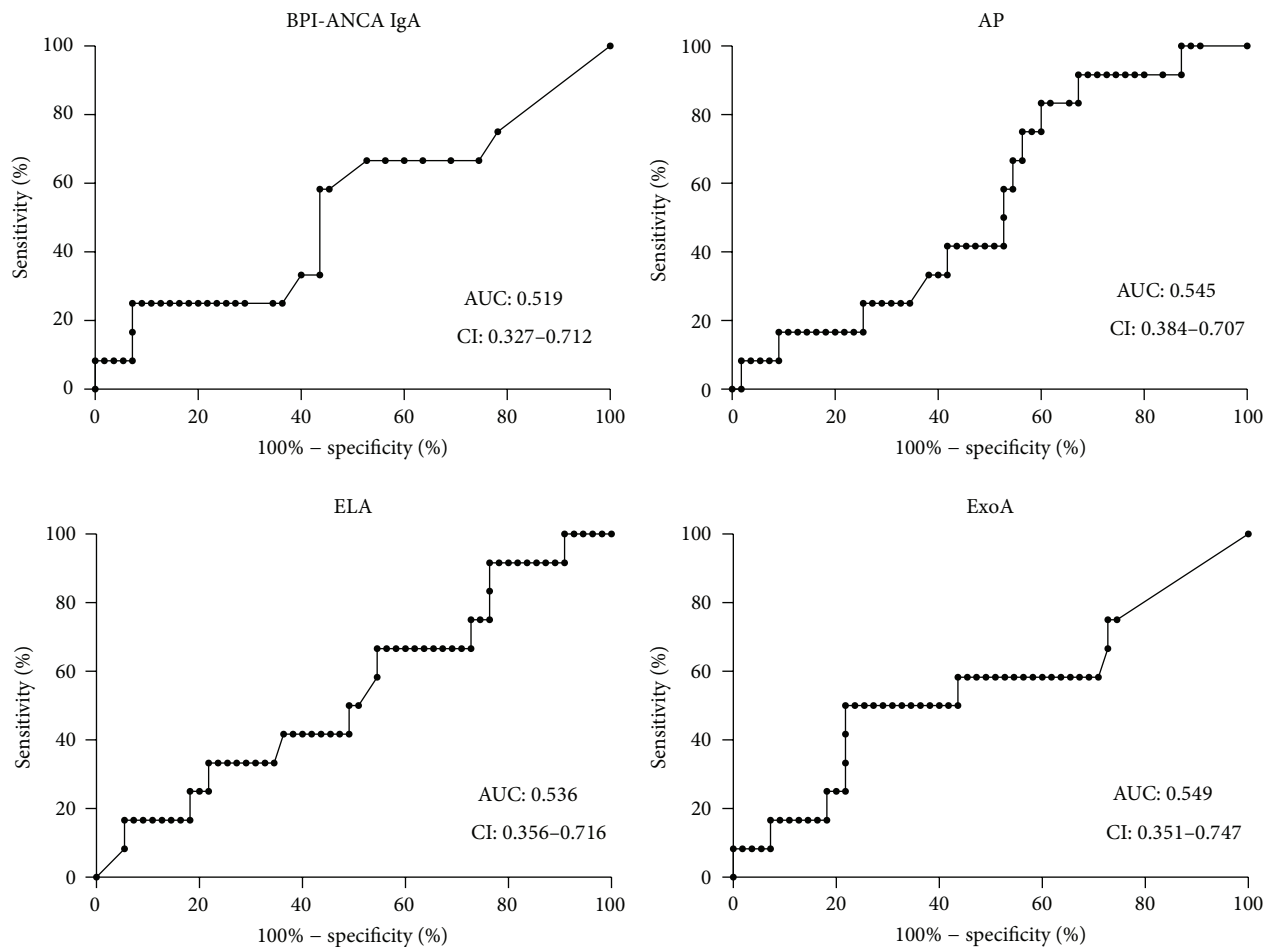 BPI-ANCA IgA
100
80
60
40
20
0
Sensitivity (%)
AUC: 0.519
CI: 0.327–0.712
0 20 40 60 80 100
100% − specificity (%)
AP
100
80
60
40
20
0
Sensitivity (%)
AUC: 0.545
CI: 0.384–0.707
0 20 40 60 80 100
100% − specificity (%)
ELA
100
80
60
40
20
0
Sensitivity (%)
AUC: 0.536
CI: 0.356–0.716
0 20 40 60 80 100
100% − specificity (%)
ExoA
100
80
60
40
20
0
Sensitivity (%)
AUC: 0.549
CI: 0.351–0.747
0 20 40 60 80 100
100% − specificity (%)